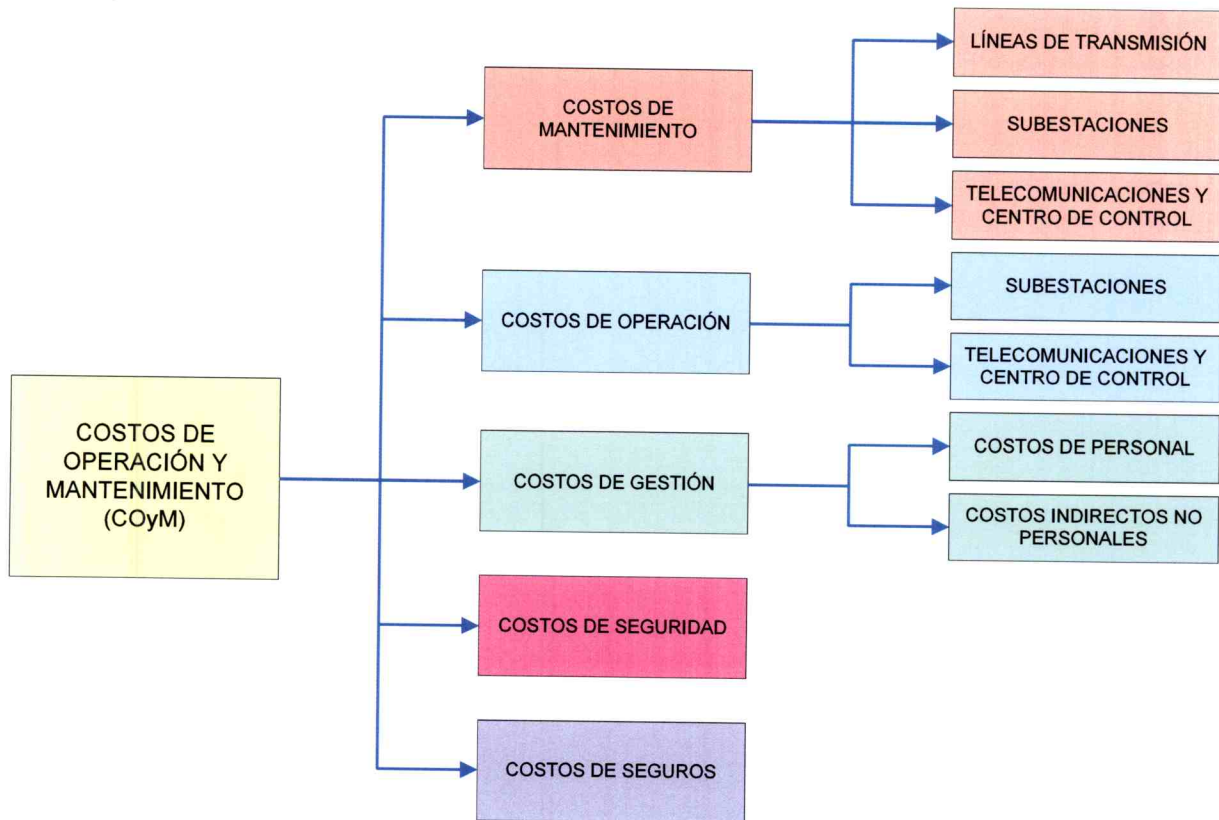 COSTOS DE
OPERACIÓN Y
MANTENIMIENTO
(COyM)
COSTOS DE
MANTENIMIENTO
LÍNEAS DE TRANSMISIÓN
SUBESTACIONES
TELECOMUNICACIONES Y
CENTRO DE CONTROL
COSTOS DE OPERACIÓN
SUBESTACIONES
TELECOMUNICACIONES Y
CENTRO DE CONTROL
COSTOS DE GESTIÓN
COSTOS DE PERSONAL
COSTOS INDIRECTOS NO
PERSONALES
COSTOS DE SEGURIDAD
COSTOS DE SEGUROS